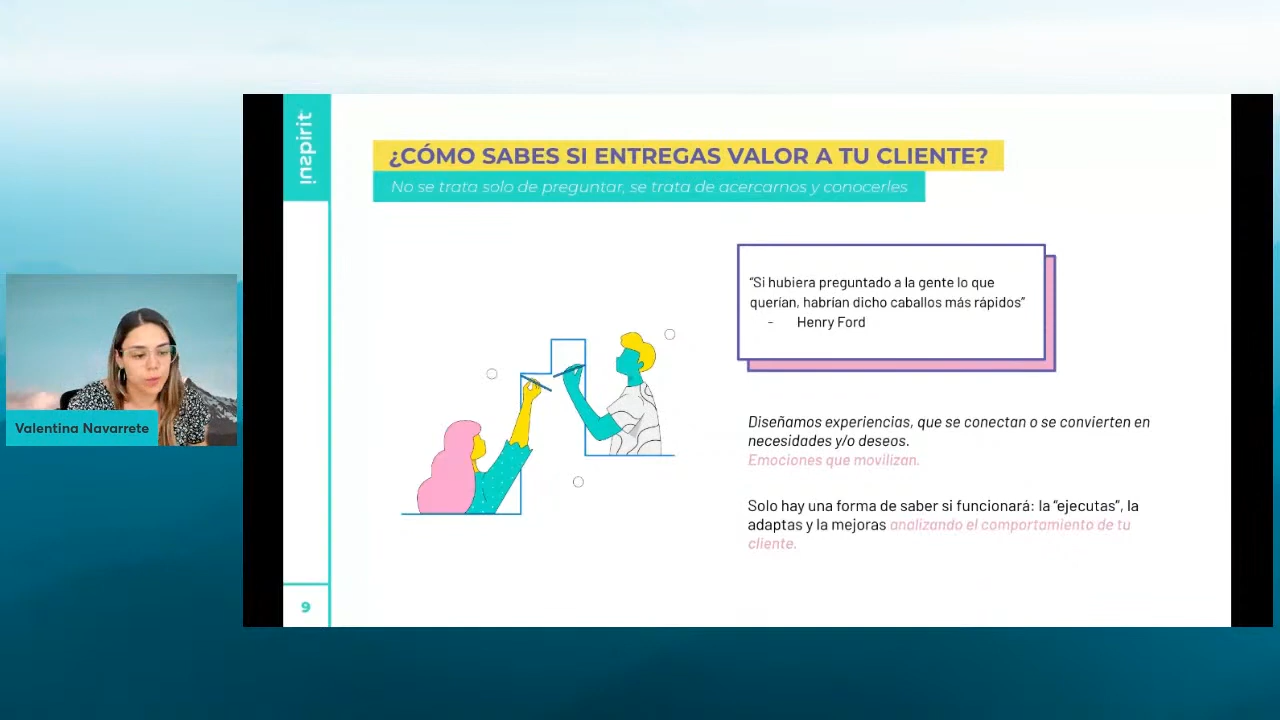 inspirit
¿CÓMO SABES SI ENTREGAS VALOR A TU CLIENTE?
No se trata solo de preguntar, se trata de acercarnos y conocerles
“Si hubiera preguntado a la gente lo que
querían, habrían dicho caballos más rápidos”
- Henry Ford
Diseñamos experiencias, que se conectan o se convierten en
necesidades y/o deseos.
Emociones que movilizan.
Solo hay una forma de saber si funcionará: la “ejecutas”, la
adaptas y la mejoras analizando el comportamiento de tu
cliente.
9
Valentina Navarrete